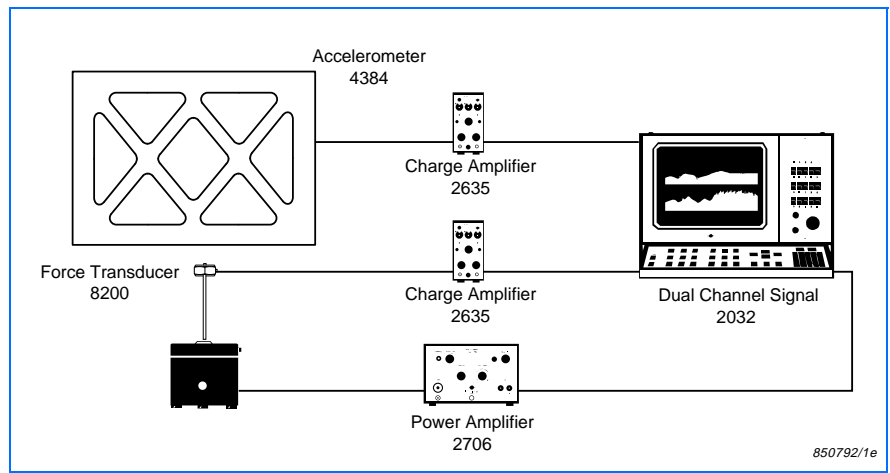 Accelerometer
4384
Charge Amplifier
2635
Force Transducer
8200
Charge Amplifier
2635
Dual Channel Signal
2032
Power Amplifier
2706
850792/1e